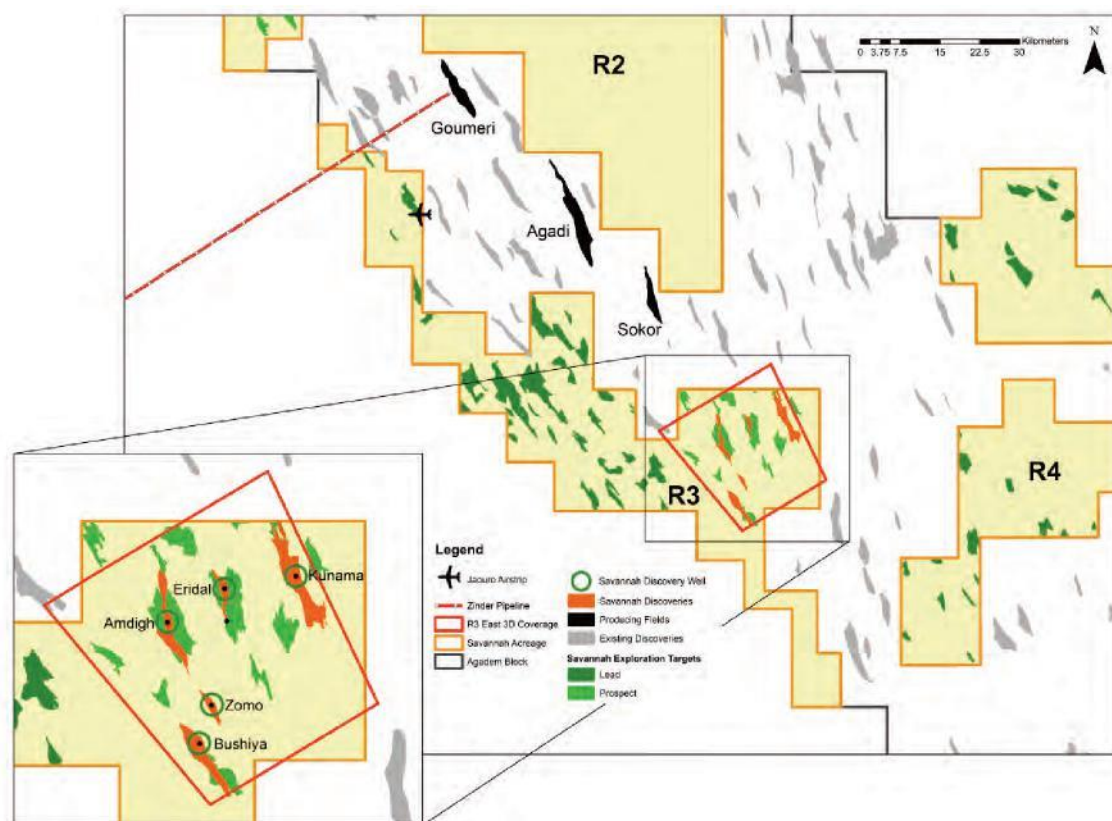 N
Kilometers
0 3.75 7.5 15 22.5 30
R2
Goumeri
Agadi
Sokor
R3
R4
Eridal
Kunama
Amdigh
Zomo
Bushiya
Legend
Jaouro Airstrip
Zinder Pipeline
R3 East 3D Coverage
Savannah Acreage
Agadem Block
Savannah Discovery Well
Savannah Discoveries
Producing Fields
Existing Discoveries
Savannah Exploration Targets
Lead
Prospect